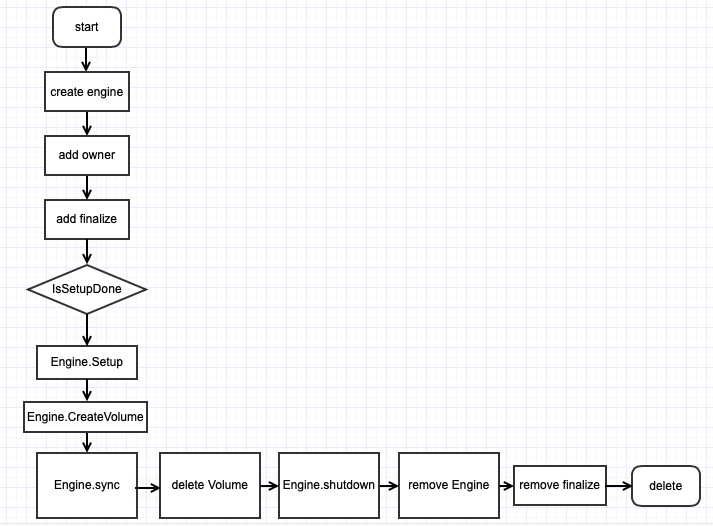 start
create engine
add owner
add finalize
IsSetupDone
Engine.Setup
Engine.CreateVolume
Engine.sync
delete Volume
Engine.shutdown
remove Engine
remove finalize
delete